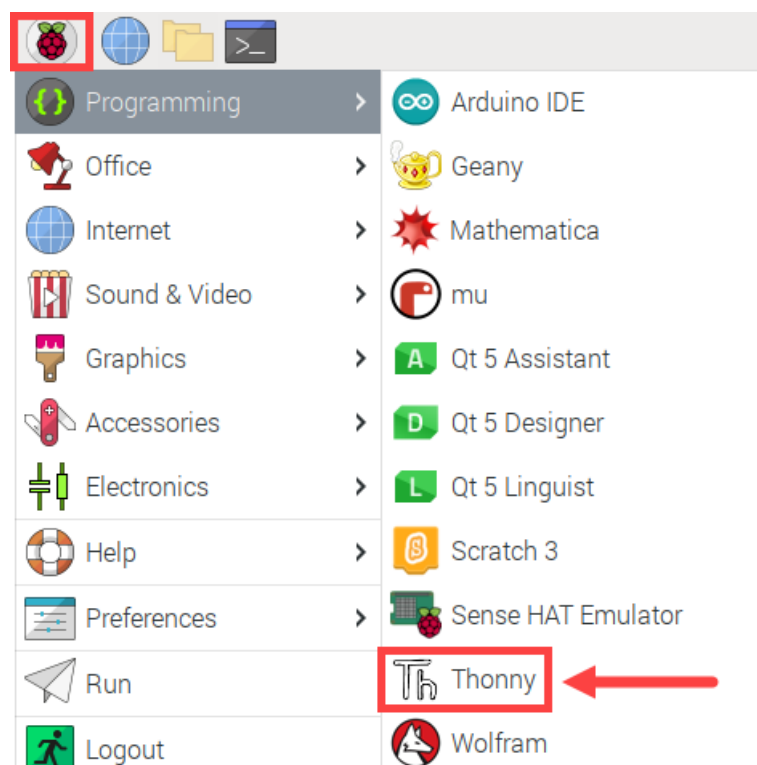 >_
Programming
Office
Internet
Sound & Video
Graphics
Accessories
Electronics
Help
Preferences
Run
Logout
Arduino IDE
Geany
Mathematica
mu
A Qt 5 Assistant
D Qt 5 Designer
L Qt 5 Linguist
Scratch 3
Sense HAT Emulator
Th Thonny
Wolfram